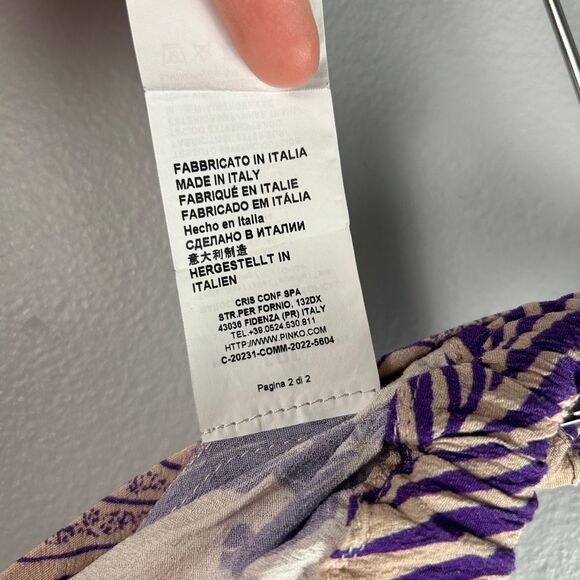 FABBRICATO IN ITALIA
MADE IN ITALY
FABRIQUÉ EN ITALIE
FABRICADO EM ITÁLIA
Hecho en Italia
СДЕЛАНО В ИТАЛИИ
意大利制造
HERGESTELLT IN
ITALIEN
CRIS CONF SPA
STR.PER FORNIO, 132DX
43036 FIDENZA (PR) ITALY
TEL.+39.0524.530.811
HTTP://WWW.PINKO.COM
C-20231-COMM-2022-5604
Pagina 2 di 2